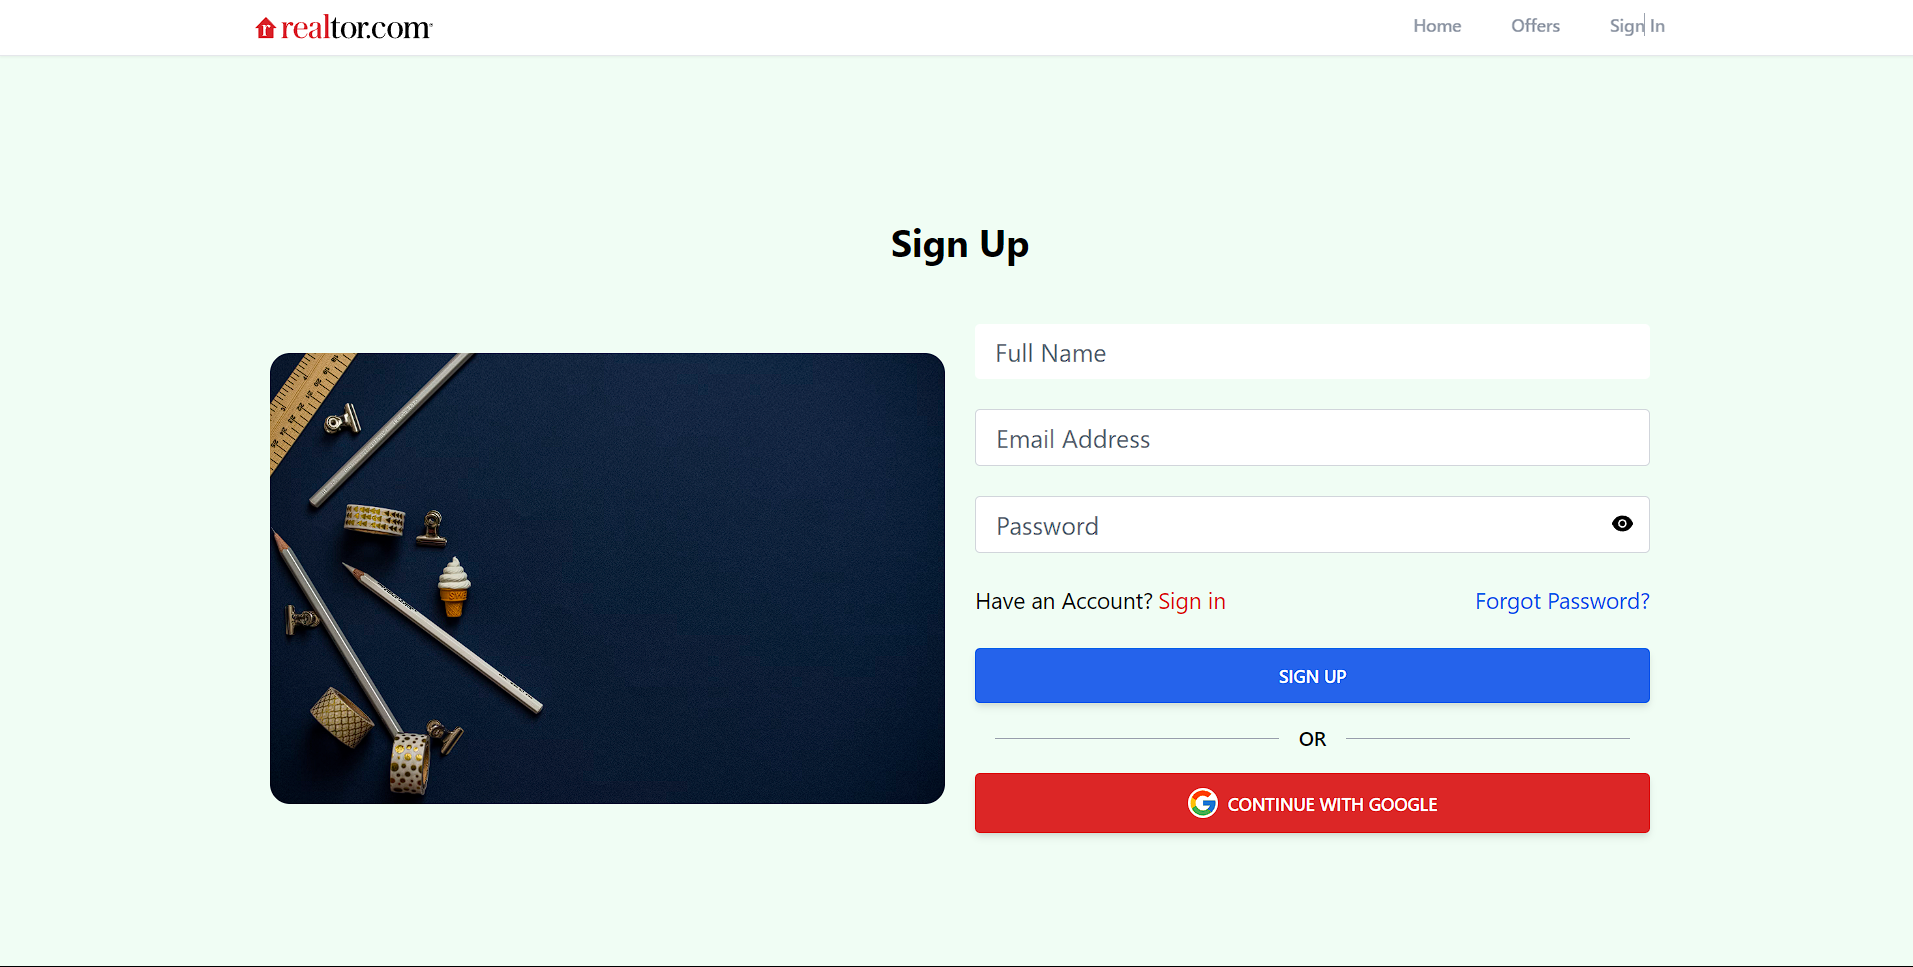 realtor.com
Home
Offers
Sign In
Sign Up
Full Name
Email Address
Password
Have an Account? Sign in
Forgot Password?
SIGN UP
OR
CONTINUE WITH GOOGLE